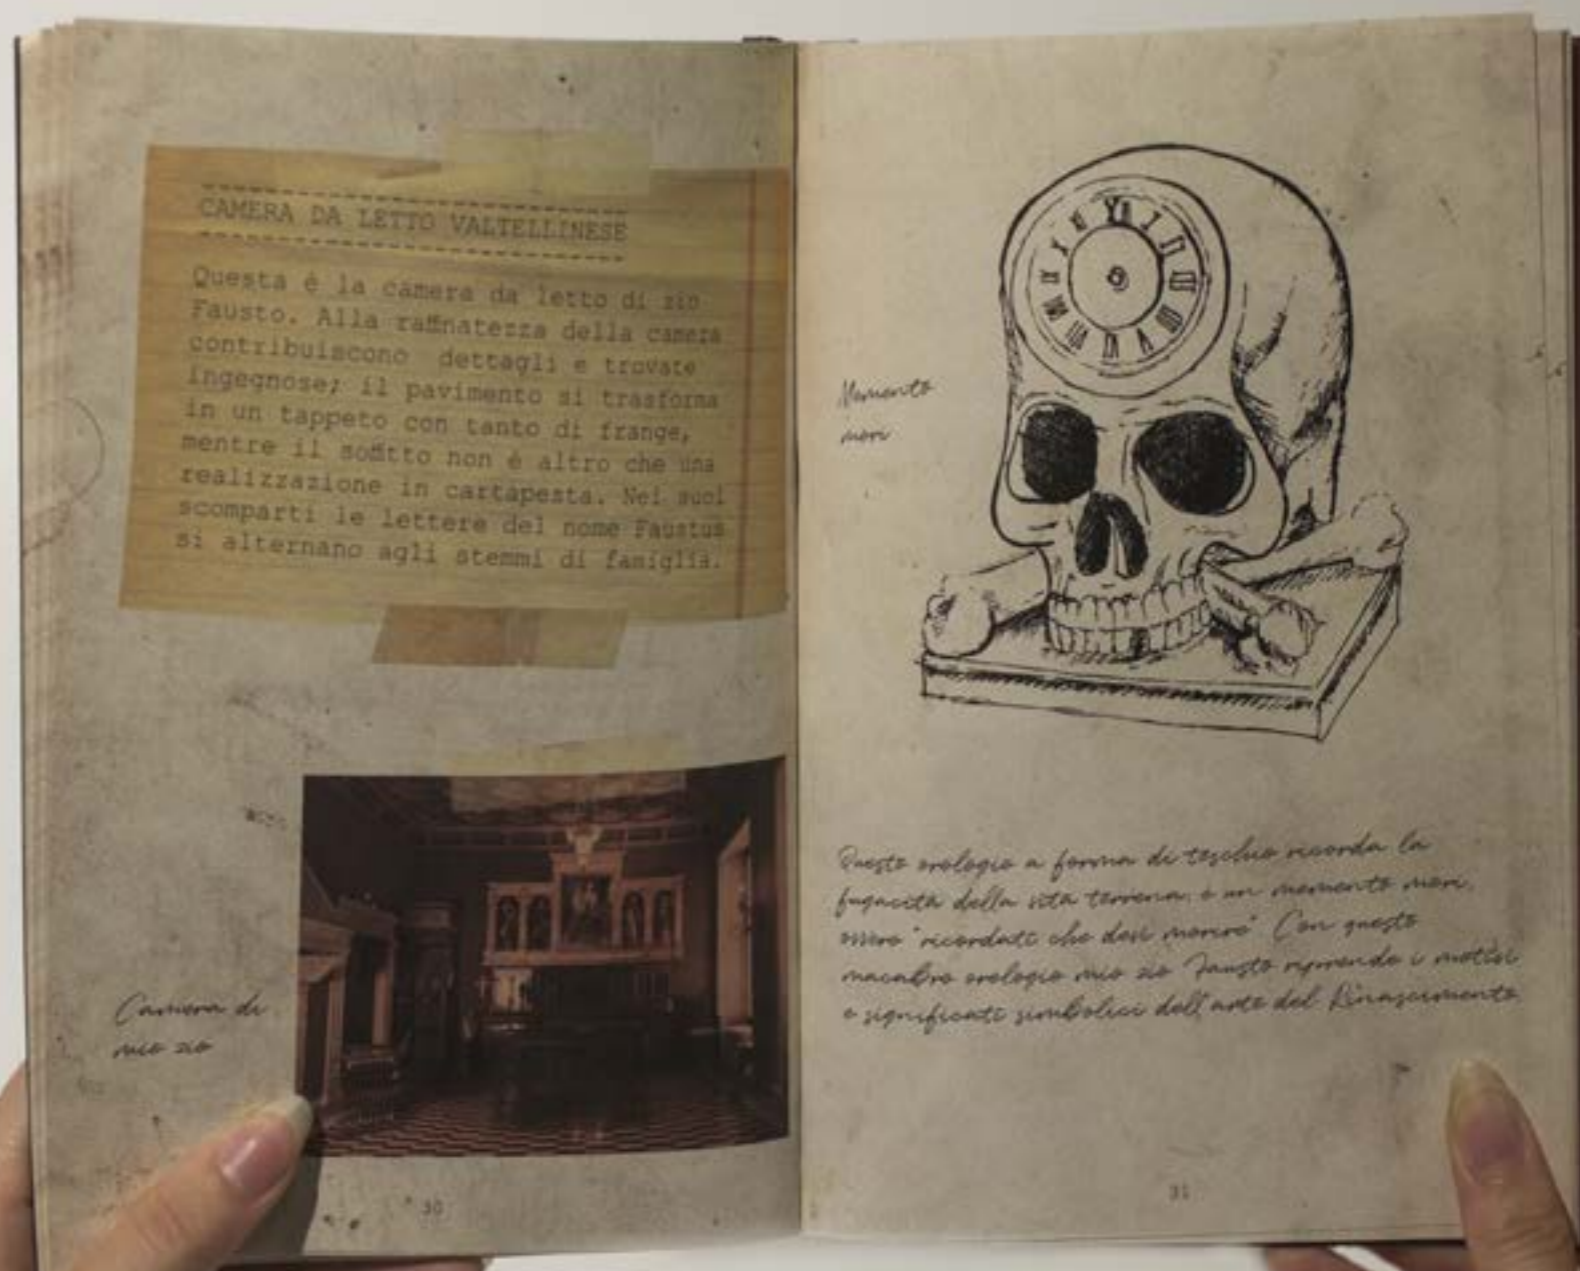 CAMERA DA LETTO VALTELLINESE
Questa è la camera da letto di zio
Fausto. Alla raffinatezza della camera
contribuiscono dettagli e trovate
ingegnose; il pavimento si trasforma
in un tappeto con tanto di frange,
mentre il soffitto non è altro che una
realizzazione in cartapesta. Nei suoi
scomparti le lettere del nome Faustus
si alternano agli stemmi di famiglia.
Camera di
mio zio
30
Memento
mori
Questo orologio a forma di teschio ricorda la
fugacità della vita terrena: è un memento mori,
ovvero "ricordati che devi morire". Con questo
macabro orologio mio zio Fausto riprende i motivi
e significati simbolici dell'arte del Rinascimento.
31